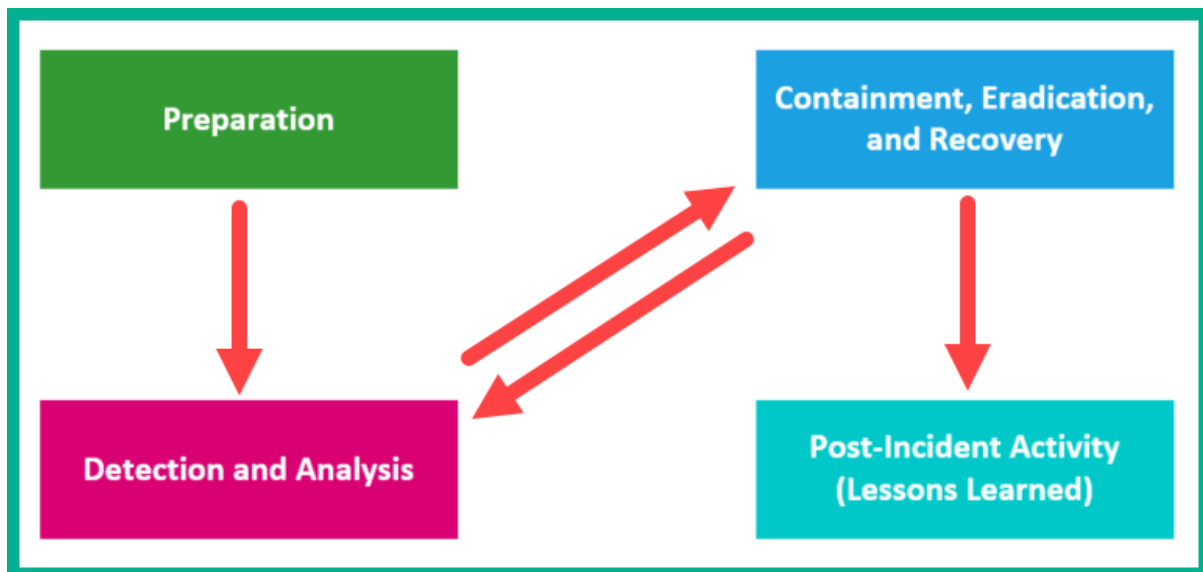 Preparation
Containment, Eradication,
and Recovery
Detection and Analysis
Post-Incident Activity
(Lessons Learned)